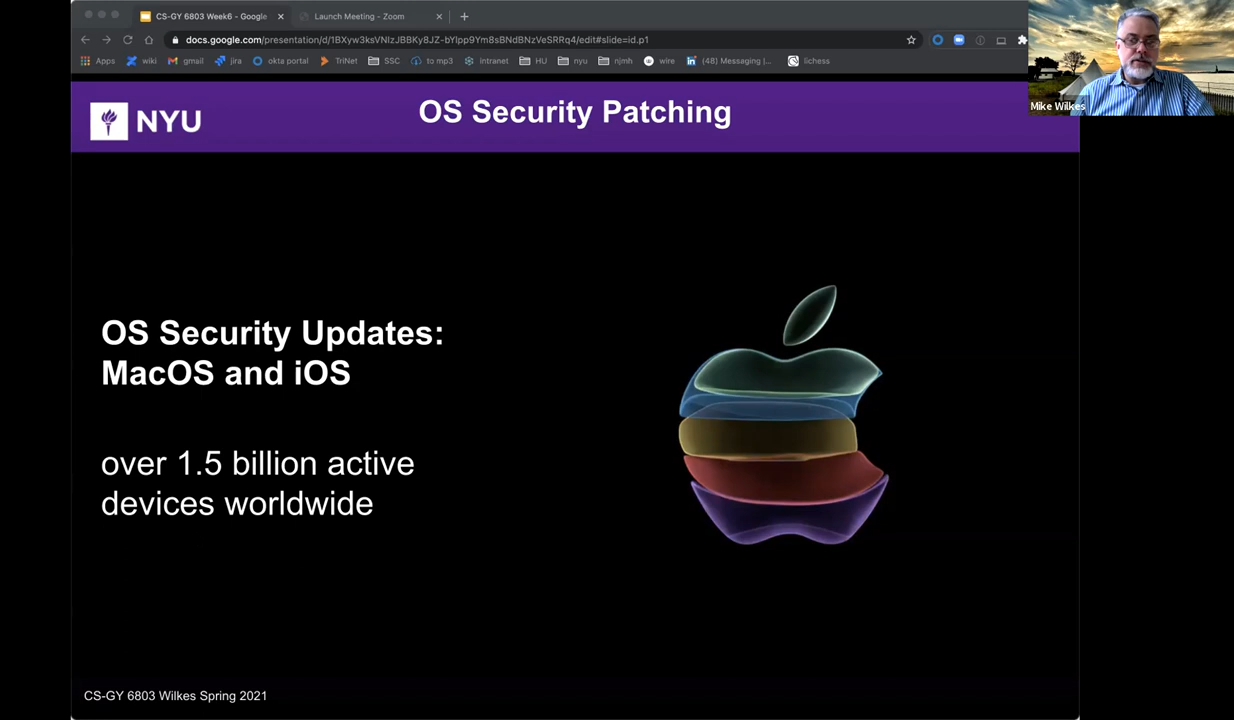 CS-GY 6803 Week6 - Google
Launch Meeting - Zoom
docs.google.com/presentation/d/1BXyw3ksVNIzJBBKy8JZ-bYlpp9Ym8sBNdBNzVeSRRq4/edit#slide=id.p1
Apps wiki gmail jira okta portal TriNet SSC to mp3 intranet HU nyu njmh wire (48) Messaging |... lichess
Mike Wilkes
NYU
OS Security Patching
OS Security Updates:
MacOS and iOS
over 1.5 billion active
devices worldwide
CS-GY 6803 Wilkes Spring 2021